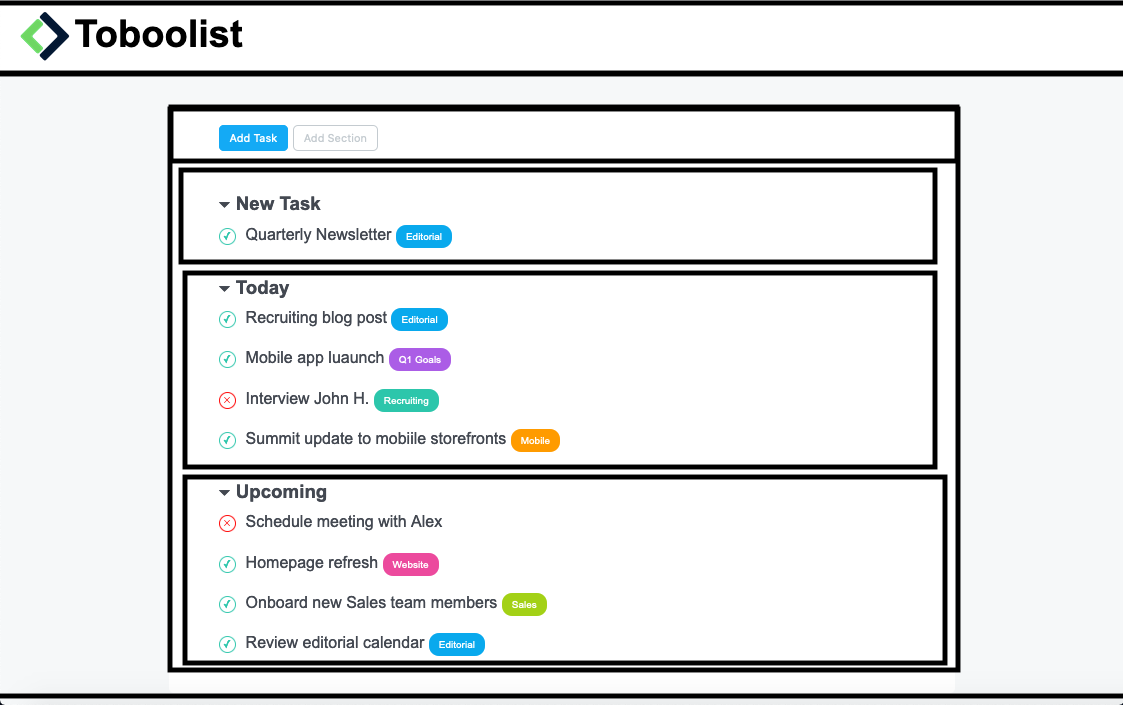 Toboolist
Add Task Add Section
New Task
Quarterly Newsletter Editorial
Today
Recruiting blog post Editorial
Mobile app luaunch Q1 Goals
Interview John H. Recruiting
Summit update to mobiile storefronts Mobile
Upcoming
Schedule meeting with Alex
Homepage refresh Website
Onboard new Sales team members Sales
Review editorial calendar Editorial